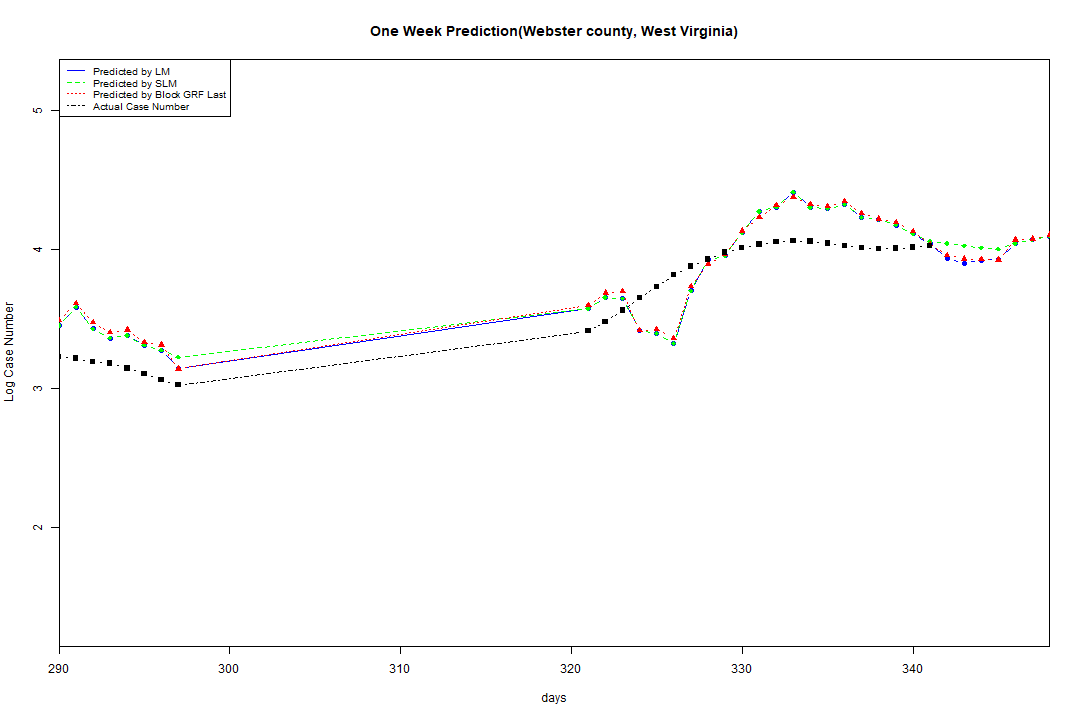 One Week Prediction(Webster county, West Virginia)
Predicted by LM
Predicted by SLM
Predicted by Block GRF Last
Actual Case Number
5
4
3
2
Log Case Number
290 300 310 320 330 340
days